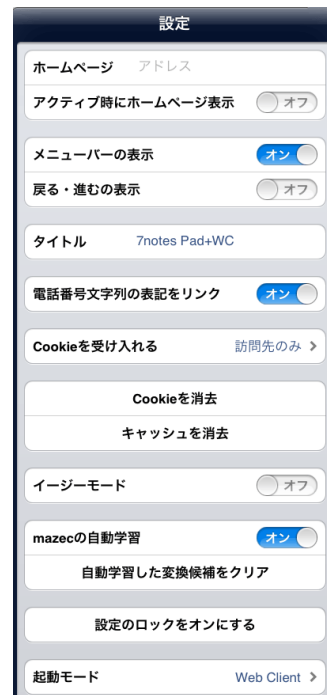 設定
ホームページ アドレス
アクティブ時にホームページ表示 オフ
メニューバーの表示 オン
戻る・進むの表示 オフ
タイトル 7notes Pad+WC
電話番号文字列の表記をリンク オン
Cookieを受け入れる 訪問先のみ
Cookieを消去
キャッシュを消去
イージーモード オフ
mazecの自動学習 オン
自動学習した変換候補をクリア
設定のロックをオンにする
起動モード Web Client